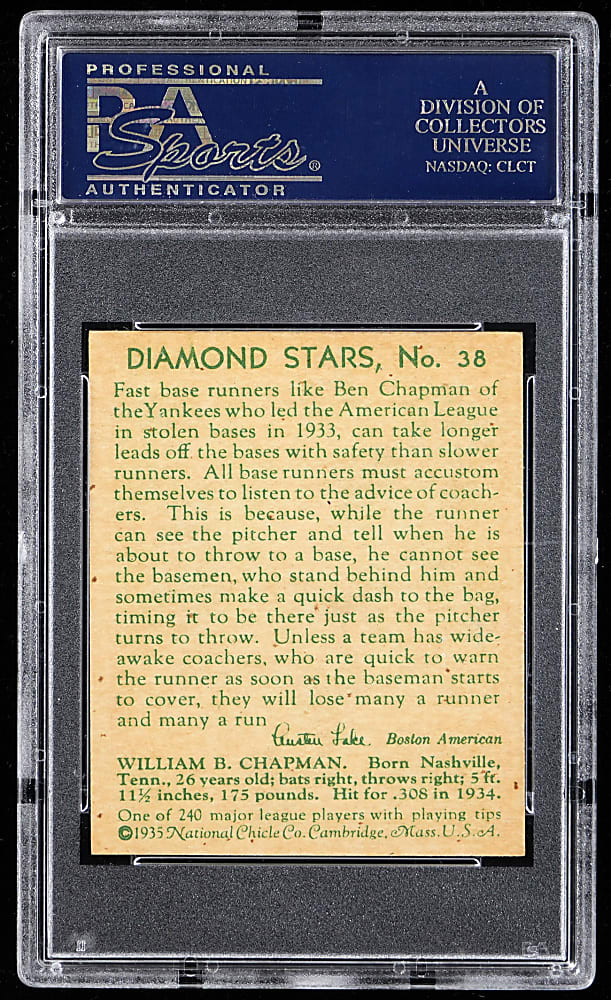 PROFESSIONAL
PSA
Sports®
AUTHENTICATOR
A
DIVISION OF
COLLECTORS
UNIVERSE
NASDAQ: CLCT
DIAMOND STARS, No. 38
Fast base runners like Ben Chapman of
the Yankees who led the American League
in stolen bases in 1933, can take longer
leads off the bases with safety than slower
runners. All base runners must accustom
themselves to listen to the advice of coach-
ers. This is because, while the runner
can see the pitcher and tell when he is
about to throw to a base, he cannot see
the basemen, who stand behind him and
sometimes make a quick dash to the bag,
timing it to be there just as the pitcher
turns to throw. Unless a team has wide-
awake coachers, who are quick to warn
the runner as soon as the baseman starts
to cover, they will lose many a runner
and many a run
Austen Lake. Boston American
WILLIAM B. CHAPMAN. Born Nashville,
Tenn., 26 years old; bats right, throws right; 5 ft.
11½ inches, 175 pounds. Hit for .308 in 1934.
One of 240 major league players with playing tips
©1935 National Chicle Co. Cambridge, Mass. U.S.A.